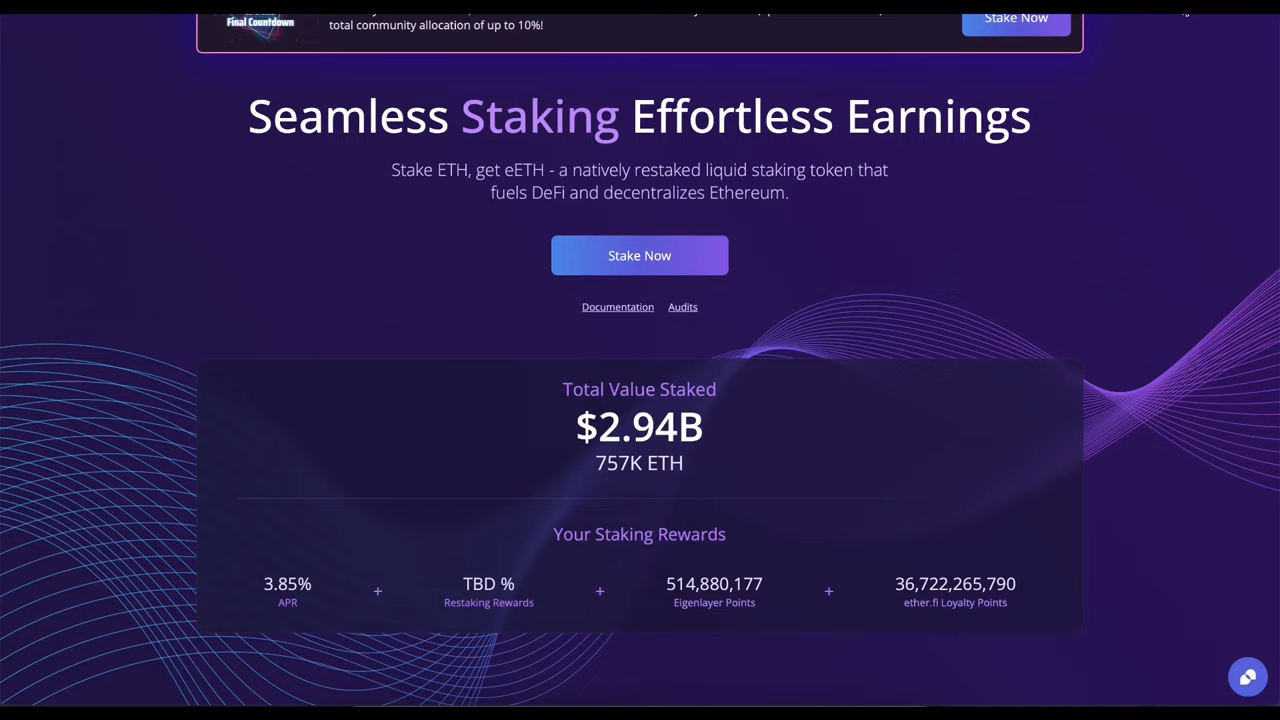 Final Countdown
total community allocation of up to 10%!
Stake Now
Seamless Staking Effortless Earnings
Stake ETH, get eETH - a natively restaked liquid staking token that
fuels DeFi and decentralizes Ethereum.
Stake Now
Documentation Audits
Total Value Staked
$2.94B
757K ETH
Your Staking Rewards
3.85% + TBD % + 514,880,177 + 36,722,265,790
APR Restaking Rewards Eigenlayer Points ether.fi Loyalty Points